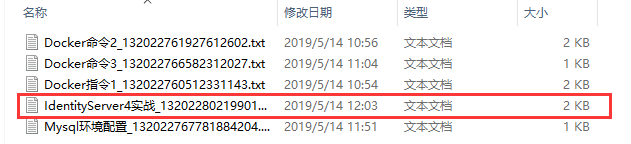 名称 修改日期 类型 大小
Docker命令2_132022761927612602.txt 2019/5/14 10:56 文本文档 2 KB
Docker命令3_132022766582312027.txt 2019/5/14 11:04 文本文档 1 KB
Docker指令1_132022760512331143.txt 2019/5/14 10:54 文本文档 2 KB
IdentityServer4实战_13202280219901... 2019/5/14 12:03 文本文档 2 KB
Mysql环境配置_132022767781884204.... 2019/5/14 11:51 文本文档 1 KB